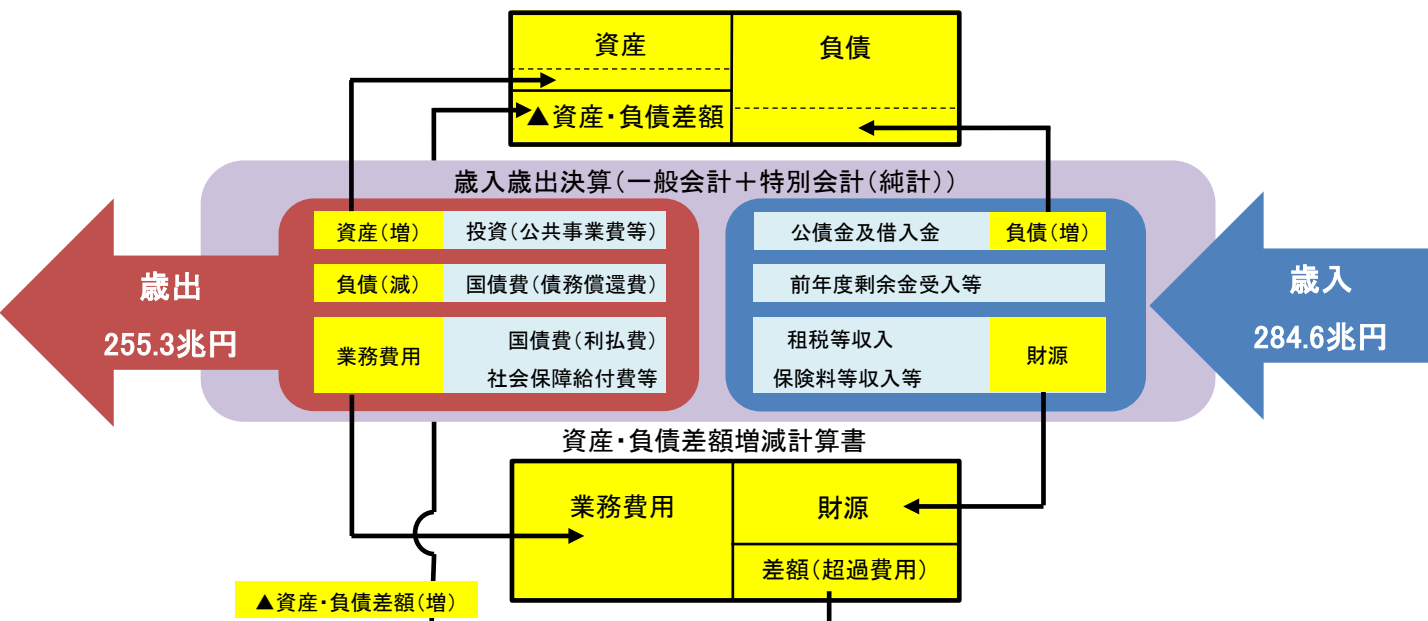 資産
負債
▲資産・負債差額
歳入歳出決算(一般会計+特別会計(純計))
資産(増)
投資(公共事業費等)
公債金及借入金
負債(増)
負債(減)
国債費(債務償還費)
前年度剰余金受入等
歳出
255.3兆円
歳入
284.6兆円
業務費用
国債費(利払費)
社会保障給付費等
租税等収入
保険料等収入等
財源
資産・負債差額増減計算書
業務費用
財源
差額(超過費用)
▲資産・負債差額(増)